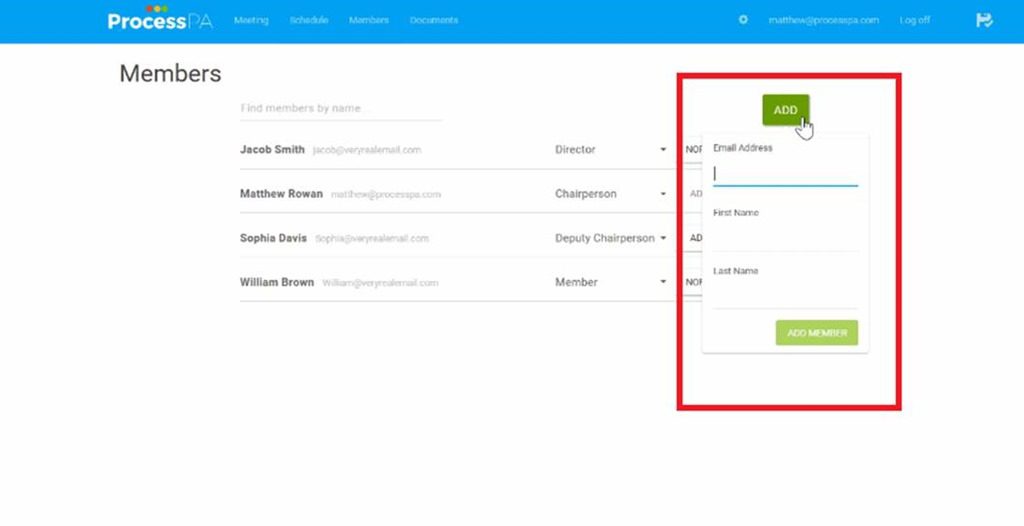 ProcessPA Meeting Schedule Members Documents matthew@processpa.com Log off
Members
Find members by name...
ADD
Email Address
Jacob Smith jacob@veryrealemail.com Director NOR
Matthew Rowan matthew@processpa.com Chairperson AD
First Name
Sophia Davis Sophia@veryrealemail.com Deputy Chairperson AD
Last Name
William Brown William@veryrealemail.com Member NOR
ADD MEMBER